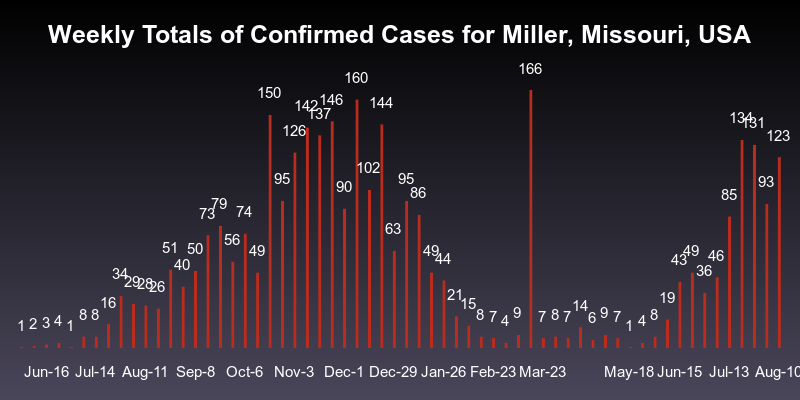 Weekly Totals of Confirmed Cases for Miller, Missouri, USA
1 2 3 4 1 8 8 16 34 29 28 26 51 40 50 73 79 56 74 49 150 95 126 142 137 146 90 160 102 144 63 95 86 49 44 21 15 8 7 4 9 166 7 8 7 14 6 9 7 1 4 8 19 43 49 36 46 85 134 131 93 123
Jun-16 Jul-14 Aug-11 Sep-8 Oct-6 Nov-3 Dec-1 Dec-29 Jan-26 Feb-23 Mar-23 May-18 Jun-15 Jul-13 Aug-10